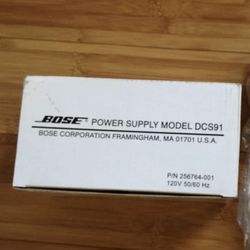 BOSE POWER SUPPLY MODEL DCS91
BOSE CORPORATION FRAMINGHAM, MA 01701 U.S.A.
P/N 256764-001
120V 50/60 Hz